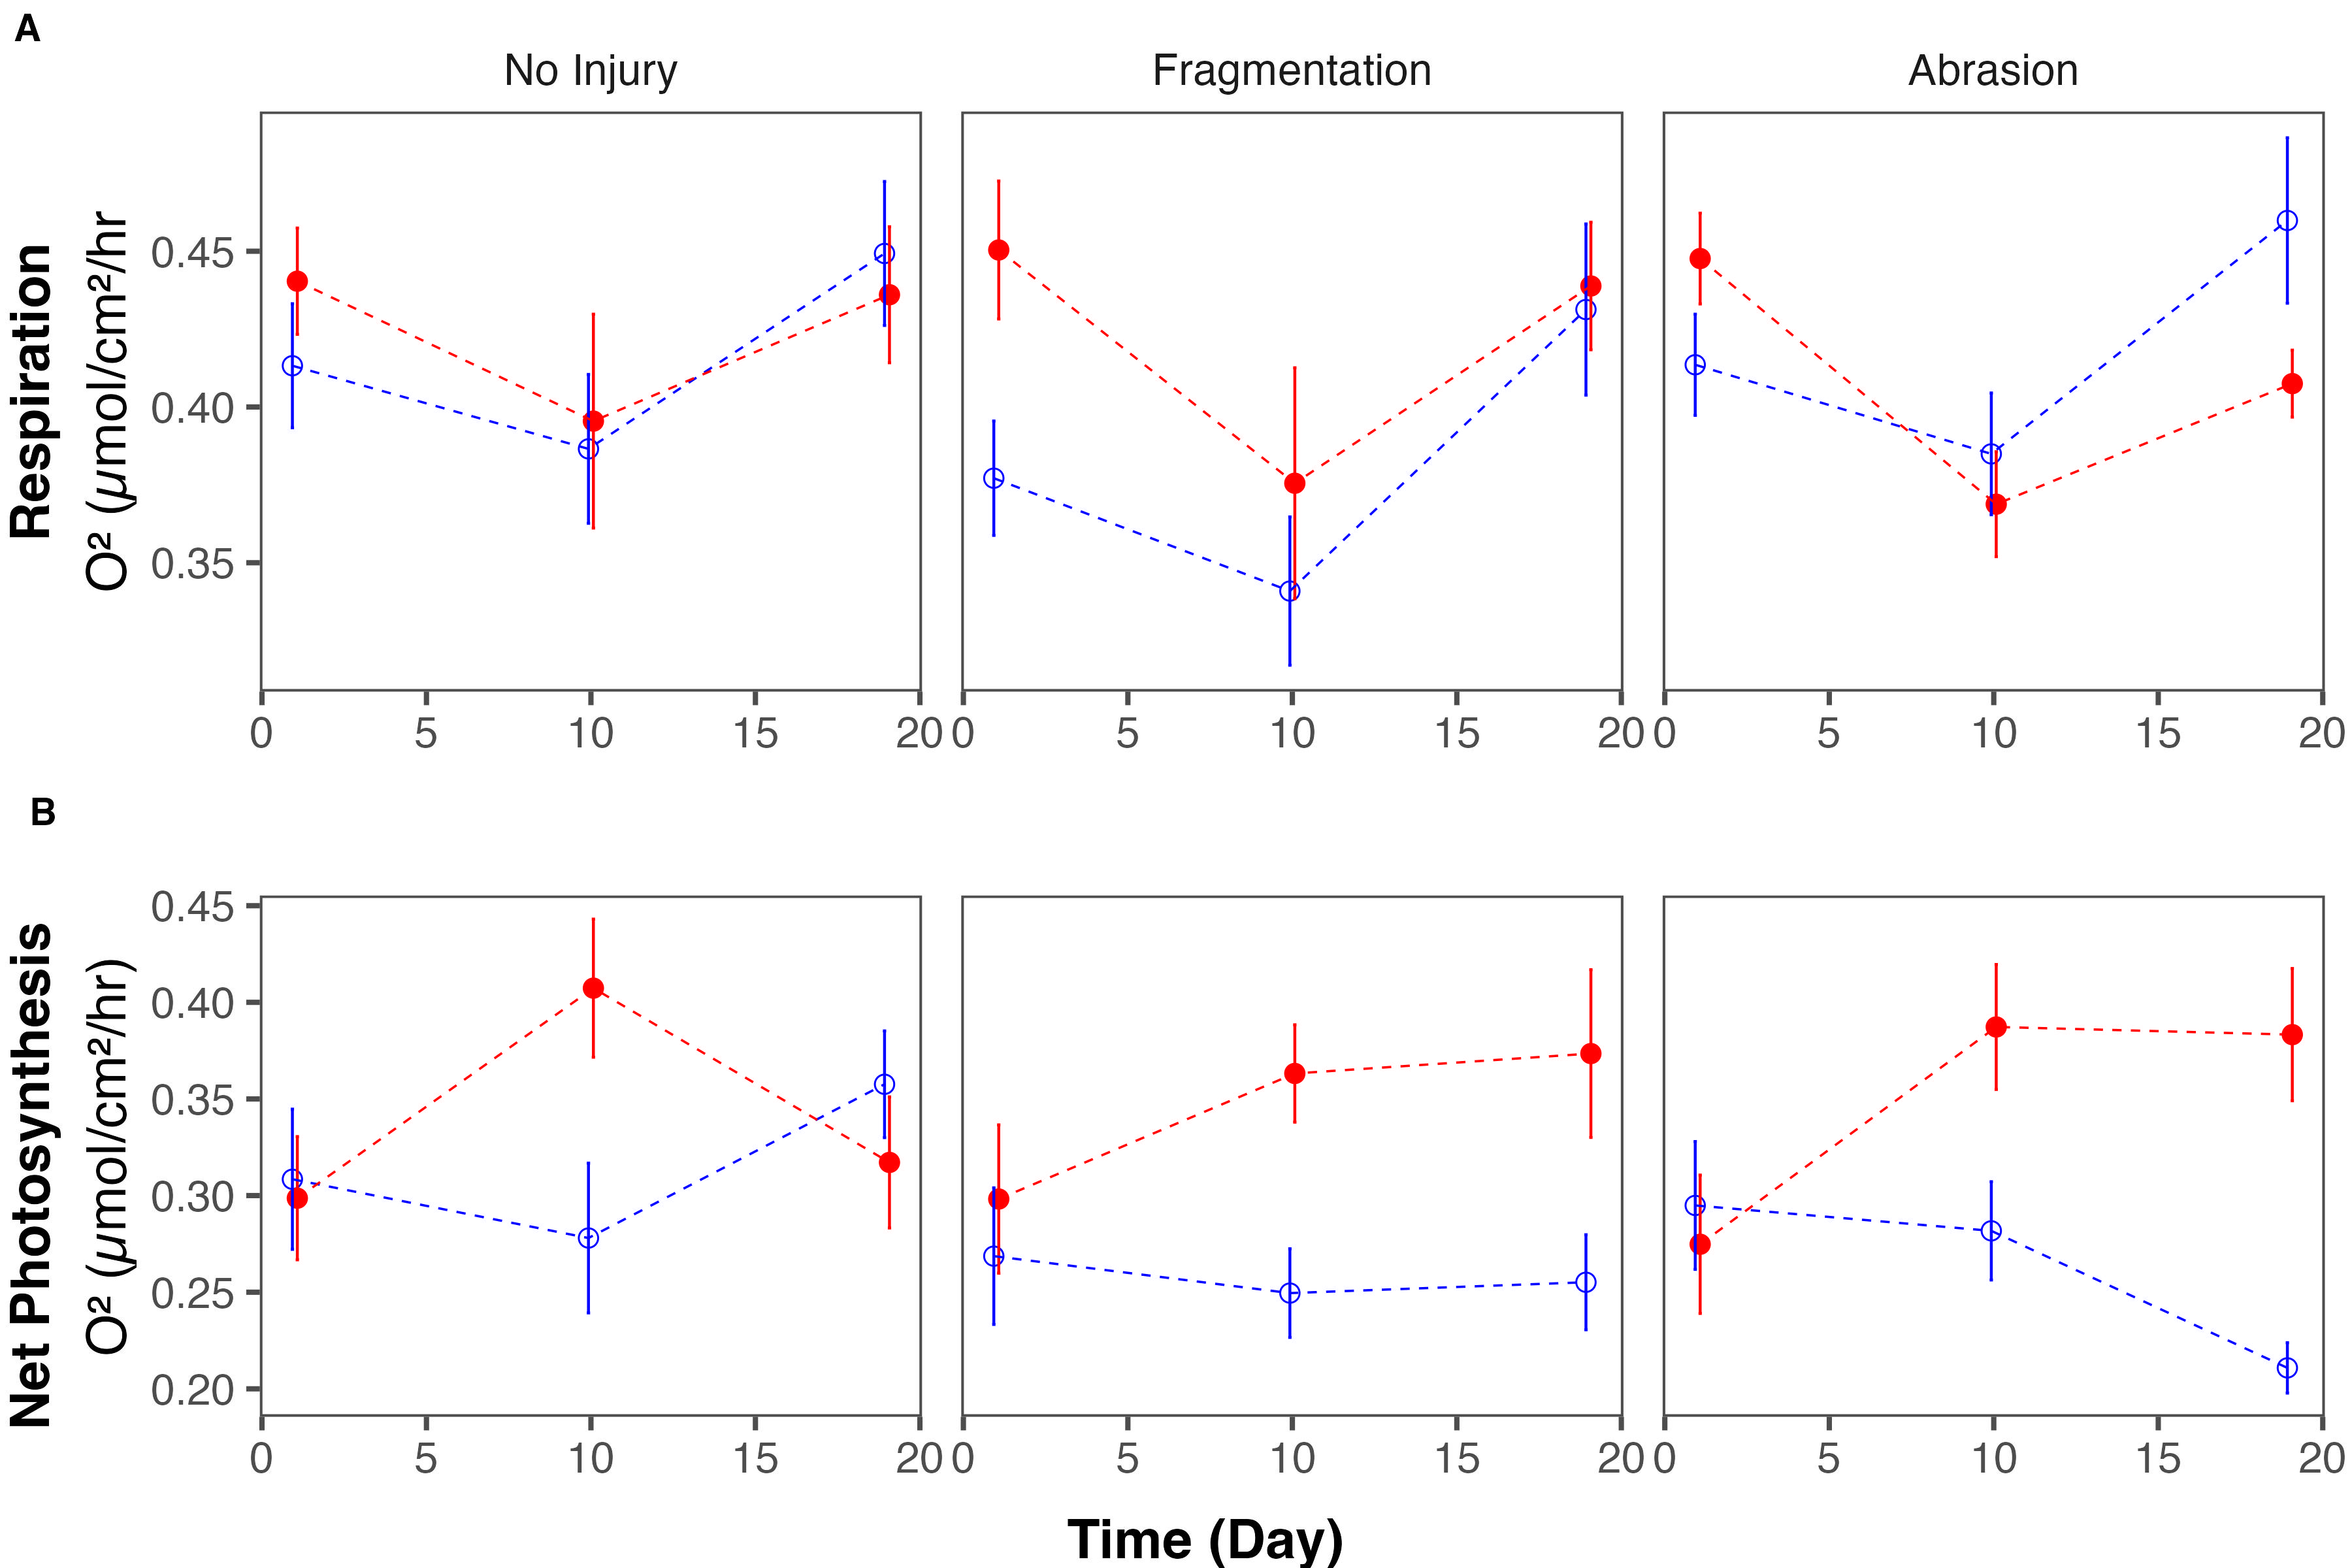 A
No Injury Fragmentation Abrasion
Respiration
O² (µmol/cm²/hr
0.45
0.40
0.35
0 5 10 15 20 0 5 10 15 20 0 5 10 15 20
B
Net Photosynthesis
O² (µmol/cm²/hr)
0.45
0.40
0.35
0.30
0.25
0.20
0 5 10 15 20 0 5 10 15 20 0 5 10 15 20
Time (Day)